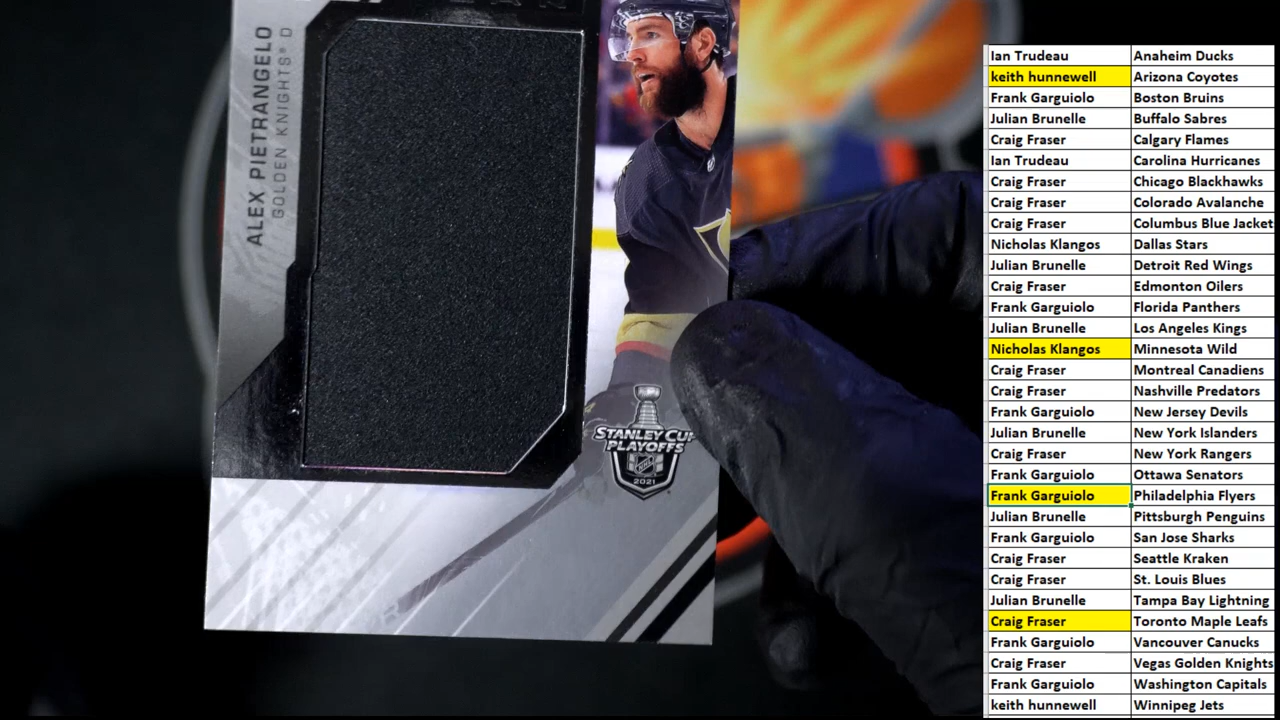 ALEX PIETRANGELO
GOLDEN KNIGHTS® D
STANLEY CUP
PLAYOFFS
NHL
2021
Ian Trudeau Anaheim Ducks
keith hunnewell Arizona Coyotes
Frank Garguiolo Boston Bruins
Julian Brunelle Buffalo Sabres
Craig Fraser Calgary Flames
Ian Trudeau Carolina Hurricanes
Craig Fraser Chicago Blackhawks
Craig Fraser Colorado Avalanche
Craig Fraser Columbus Blue Jacket
Nicholas Klangos Dallas Stars
Julian Brunelle Detroit Red Wings
Craig Fraser Edmonton Oilers
Frank Garguiolo Florida Panthers
Julian Brunelle Los Angeles Kings
Nicholas Klangos Minnesota Wild
Craig Fraser Montreal Canadiens
Craig Fraser Nashville Predators
Frank Garguiolo New Jersey Devils
Julian Brunelle New York Islanders
Craig Fraser New York Rangers
Frank Garguiolo Ottawa Senators
Frank Garguiolo Philadelphia Flyers
Julian Brunelle Pittsburgh Penguins
Frank Garguiolo San Jose Sharks
Craig Fraser Seattle Kraken
Craig Fraser St. Louis Blues
Julian Brunelle Tampa Bay Lightning
Craig Fraser Toronto Maple Leafs
Frank Garguiolo Vancouver Canucks
Craig Fraser Vegas Golden Knights
Frank Garguiolo Washington Capitals
keith hunnewell Winnipeg Jets